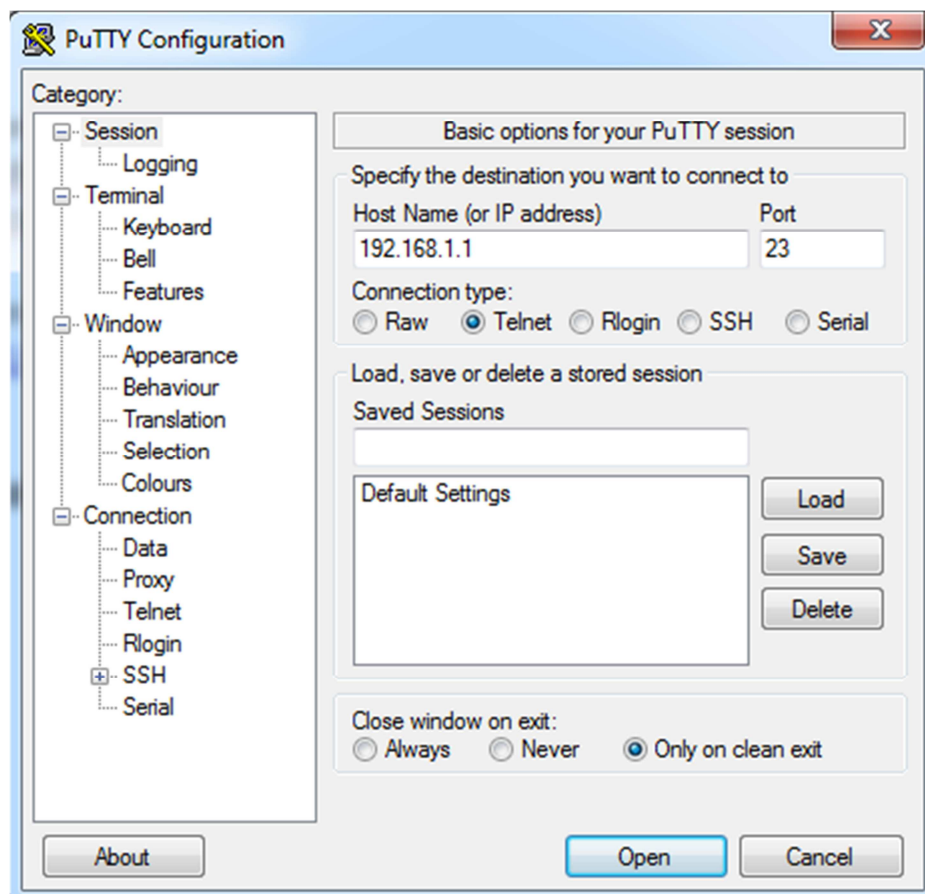 PuTTY Configuration
Category:
Session
Logging
Terminal
Keyboard
Bell
Features
Window
Appearance
Behaviour
Translation
Selection
Colours
Connection
Data
Proxy
Telnet
Rlogin
SSH
Serial
Basic options for your PuTTY session
Specify the destination you want to connect to
Host Name (or IP address) Port
192.168.1.1 23
Connection type:
Raw Telnet Rlogin SSH Serial
Load, save or delete a stored session
Saved Sessions
Default Settings
Load
Save
Delete
Close window on exit:
Always Never Only on clean exit
About Open Cancel